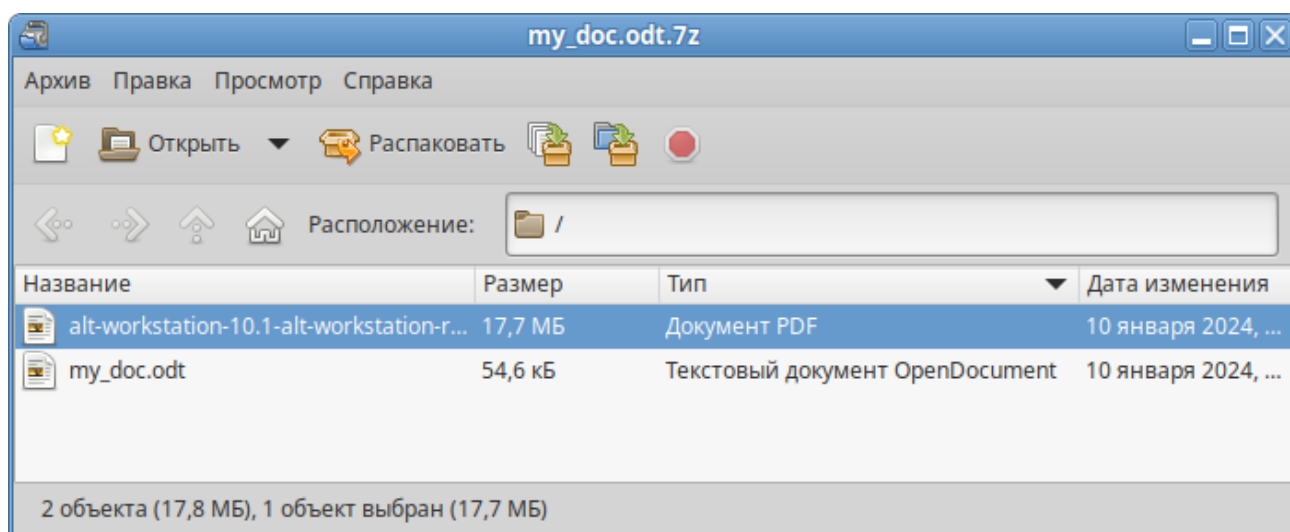 my_doc.odt.7z
Архив Правка Просмотр Справка
Открыть Распаковать
Расположение: /
Название Размер Тип Дата изменения
alt-workstation-10.1-alt-workstation-r... 17,7 МБ Документ PDF 10 января 2024, ...
my_doc.odt 54,6 кБ Текстовый документ OpenDocument 10 января 2024, ...
2 объекта (17,8 МБ), 1 объект выбран (17,7 МБ)